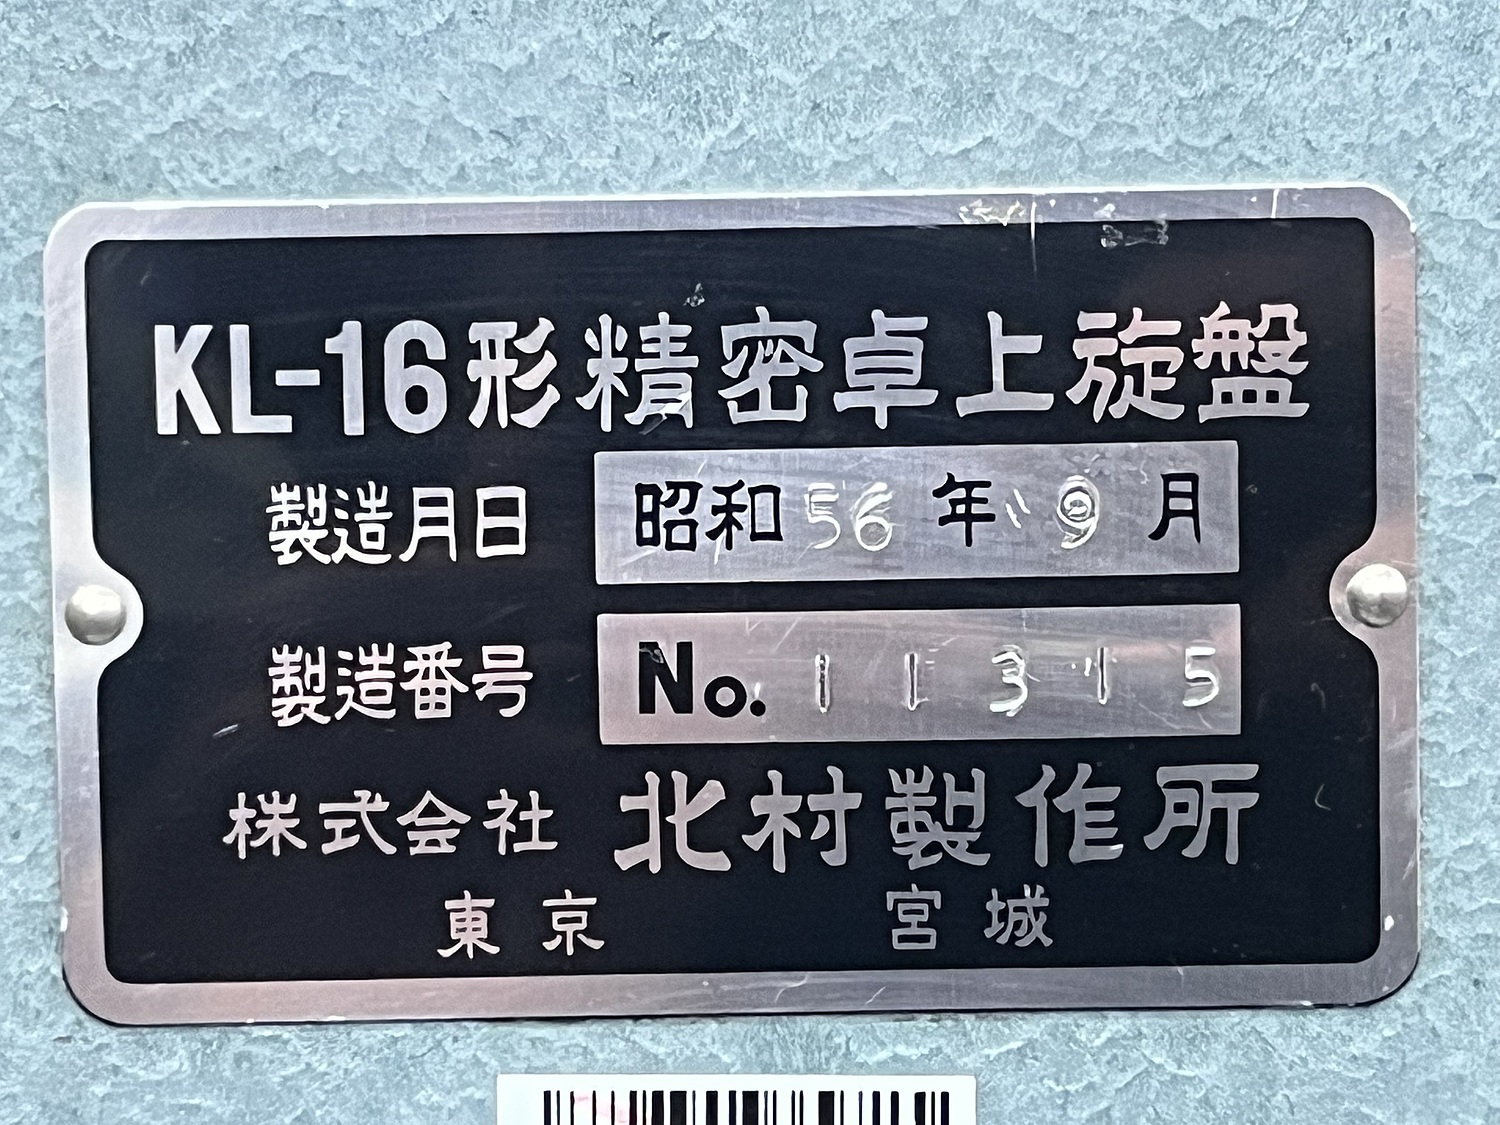 KL-16形精密卓上旋盤
製造月日 昭和56年9月
製造番号 No. 11315
株式会社 北村製作所
東京 宮城